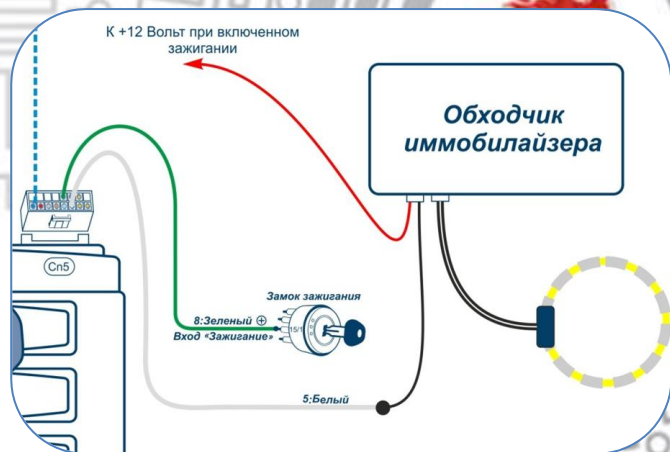 К +12 Вольт при включенном
зажигании
Обходчик
иммобилайзера
Сп5
Замок зажигания
8:Зеленый ⊕
15/1
Вход «Зажигание»
5:Белый